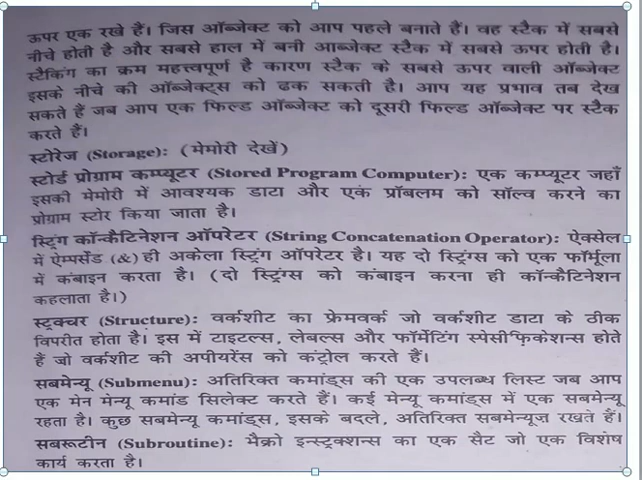 ऊपर एक रखे हैं। जिस ऑब्जेक्ट को आप पहले बनाते हैं। वह स्टैक में सबसे
नीचे होती है और सबसे हाल में बनी आब्जेक्ट स्टैक में सबसे ऊपर होती है।
स्टैकिंग का क्रम महत्त्वपूर्ण है कारण स्टैक के सबसे ऊपर वाली ऑब्जेक्ट
इसके नीचे की ऑब्जेक्ट्स को ढक सकती है। आप यह प्रभाव तब देख
सकते हैं जब आप एक फिल्ड ऑब्जेक्ट को दूसरी फिल्ड ऑब्जेक्ट पर स्टैक
करते हैं।
स्टोरेज (Storage): (मेमोरी देखें)
स्टोर्ड प्रोग्राम कम्प्यूटर (Stored Program Computer): एक कम्प्यूटर जहाँ
इसकी मेमोरी में आवश्यक डाटा और एक प्रॉबलम को सॉल्व करने का
प्रोग्राम स्टोर किया जाता है।
स्ट्रिंग कॉन्कैटिनेशन ऑपरेटर (String Concatenation Operator): ऐक्सेल
में ऐम्पर्सेंड (&) ही अकेला स्ट्रिंग ऑपरेटर है। यह दो स्ट्रिंग्स को एक फॉर्मूला
में कंबाइन करता है। (दो स्ट्रिंग्स को कंबाइन करना ही कॉन्कैटिनेशन
कहलाता है।)
स्ट्रक्चर (Structure): वर्कशीट का फ्रेमवर्क जो वर्कशीट डाटा के ठीक
विपरीत होता है। इस में टाइटल्स, लेबल्स और फॉर्मेटिंग स्पेसीफ़िकेशन्स होते
हैं जो वर्कशीट की अपीयरेंस को कंट्रोल करते हैं।
सबमेन्यू (Submenu): अतिरिक्त कमांड्स की एक उपलब्ध लिस्ट जब आप
एक मेन मेन्यू कमांड सिलेक्ट करते हैं। कई मेन्यू कमांड्स में एक सबमेन्यू
रहता है। कुछ सबमेन्यू कमांड्स, इसके बदले, अतिरिक्त सबमेन्यूज़ रखते हैं।
सबरूटीन (Subroutine): मैक्रो इन्स्ट्रक्शन्स का एक सैट जो एक विशेष
कार्य करता है।